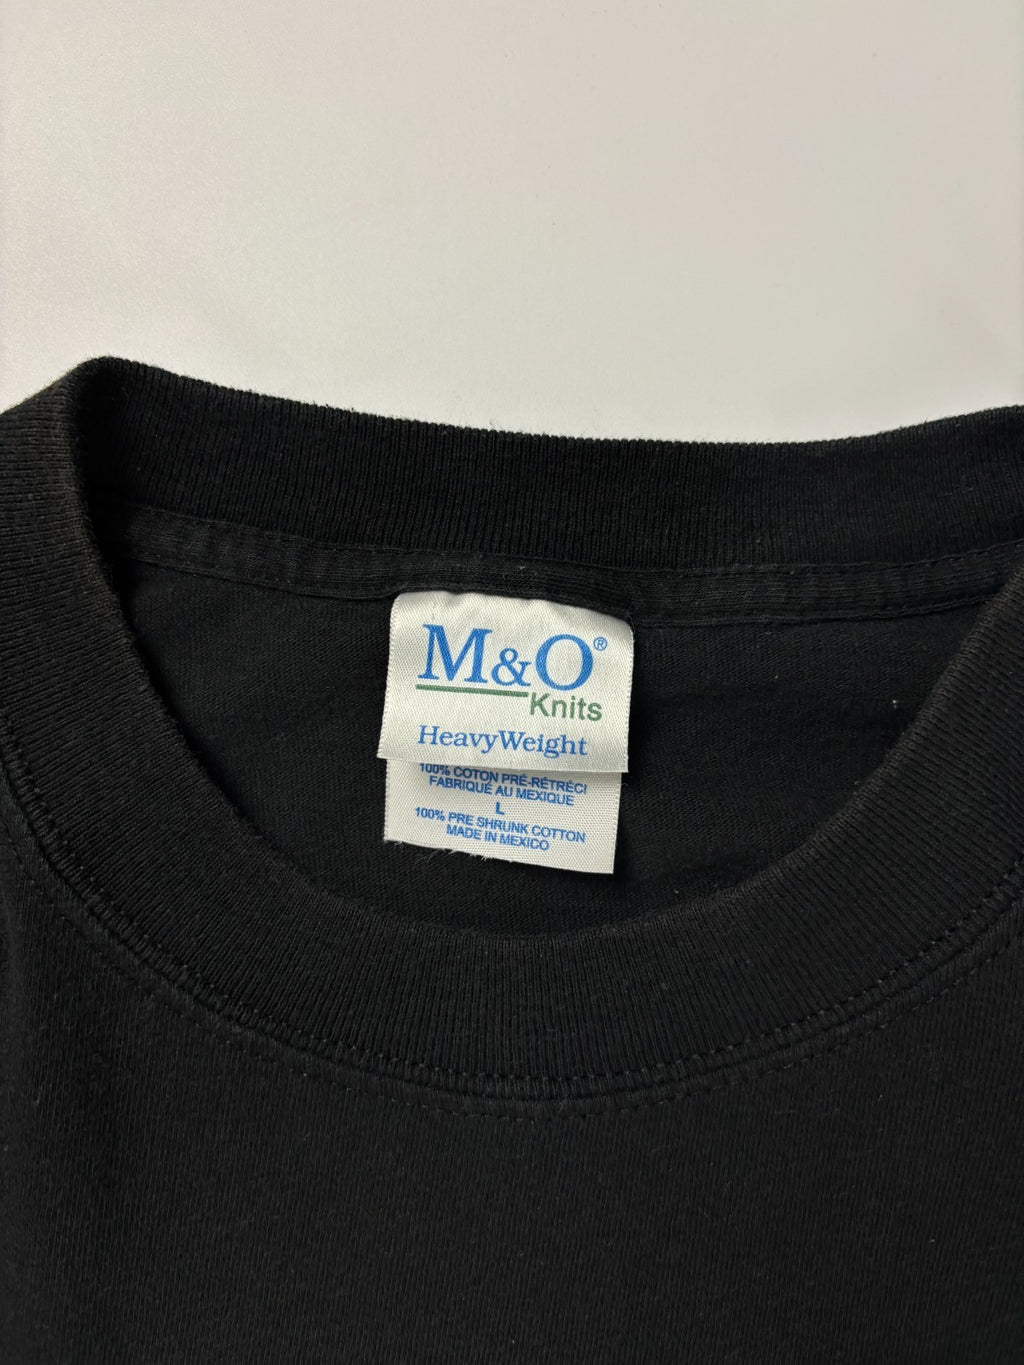 M&O®
Knits
HeavyWeight
100% COTON PRÉ-RÉTRÉCI
FABRIQUÉ AU MEXIQUE
L
100% PRE SHRUNK COTTON
MADE IN MEXICO